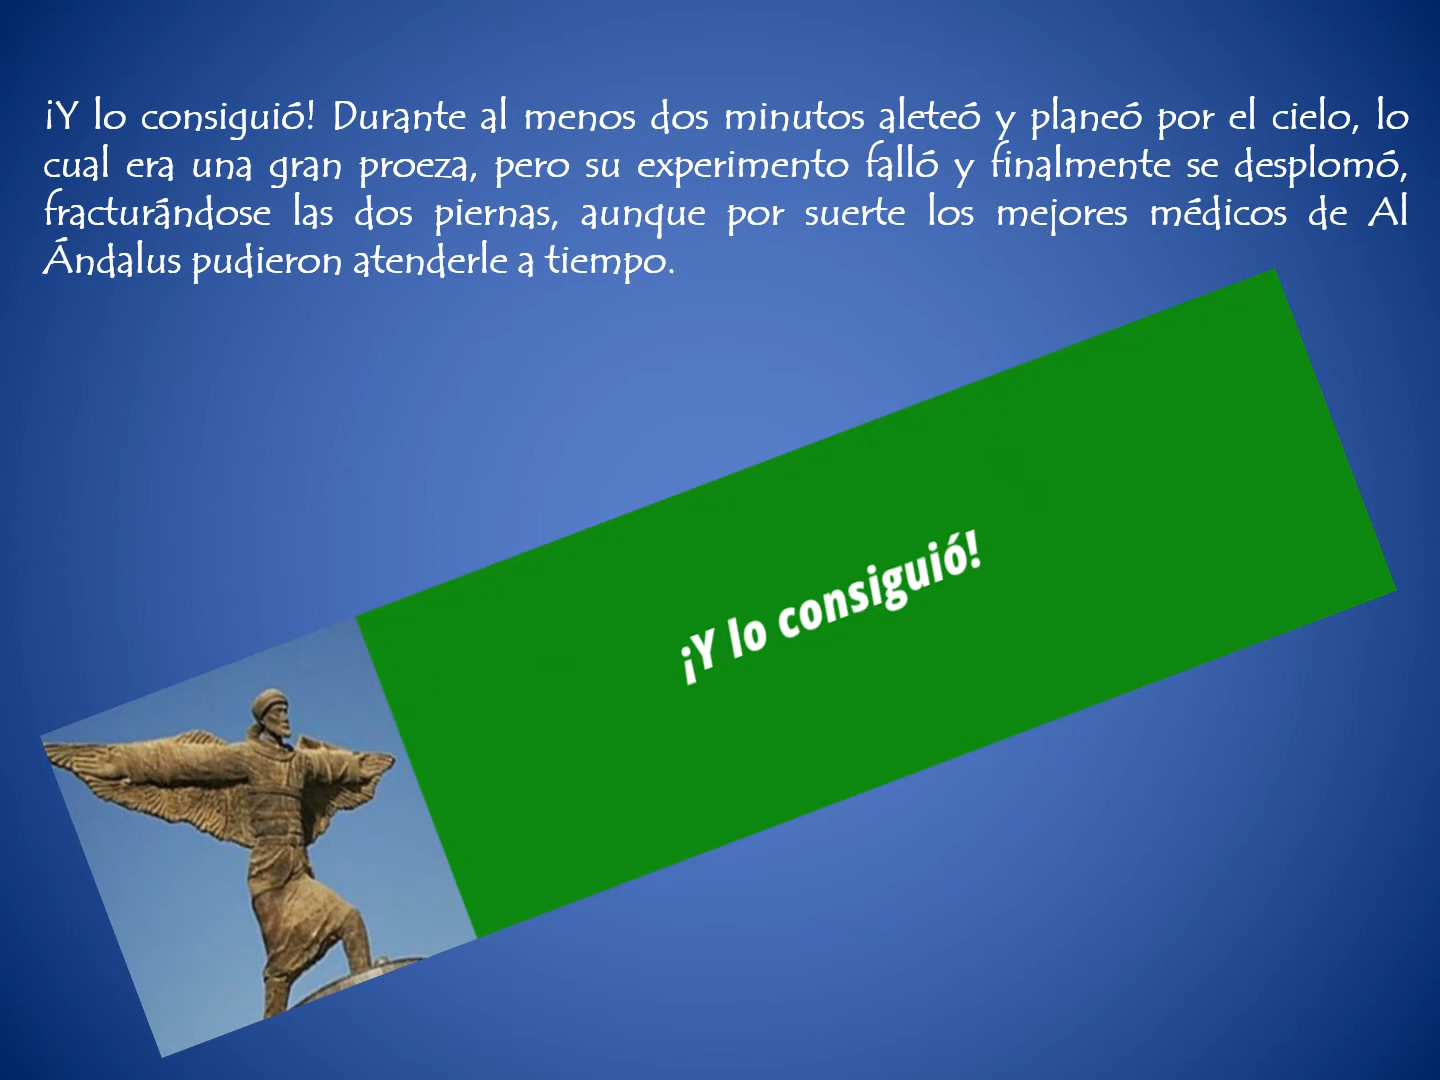 ¡Y lo consiguió! Durante al menos dos minutos aleteó y planeó por el cielo, lo
cual era una gran proeza, pero su experimento falló y finalmente se desplomó,
fracturándose las dos piernas, aunque por suerte los mejores médicos de Al
Ándalus pudieron atenderle a tiempo.
¡Y lo consiguió!